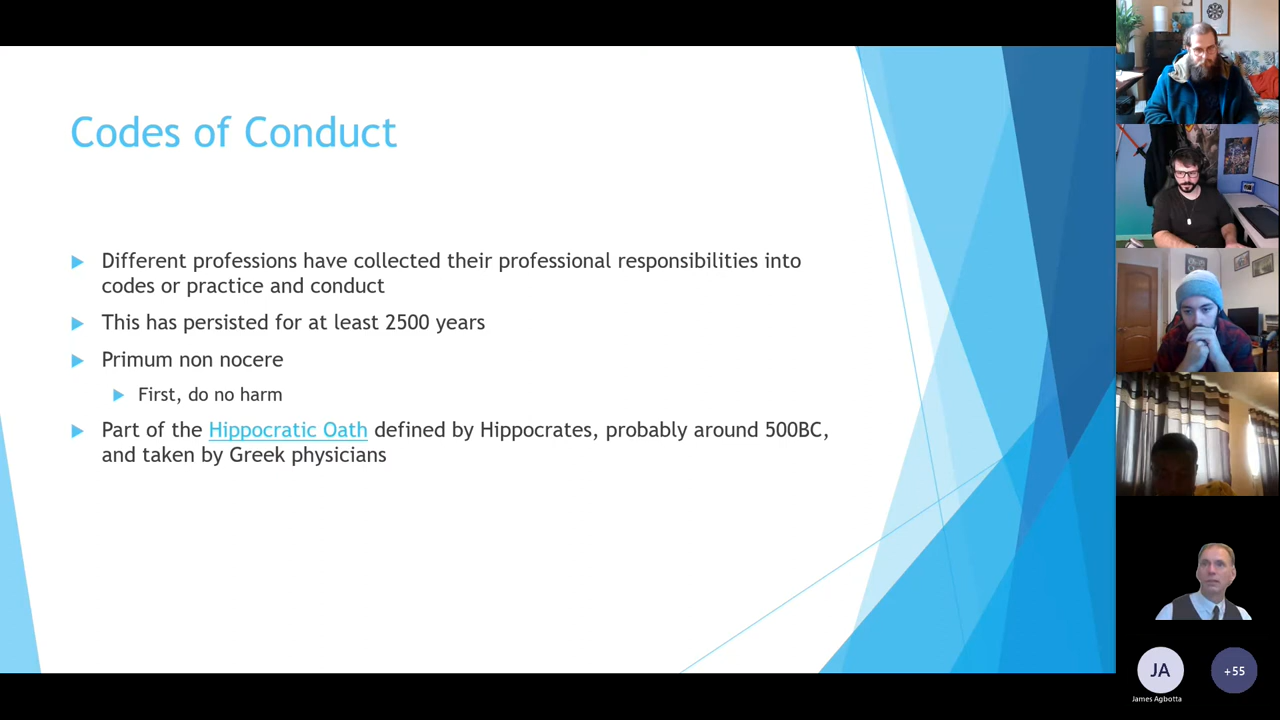 Codes of Conduct
Different professions have collected their professional responsibilities into
codes or practice and conduct
This has persisted for at least 2500 years
Primum non nocere
First, do no harm
Part of the Hippocratic Oath defined by Hippocrates, probably around 500BC,
and taken by Greek physicians
JA
James Agbotta
+55